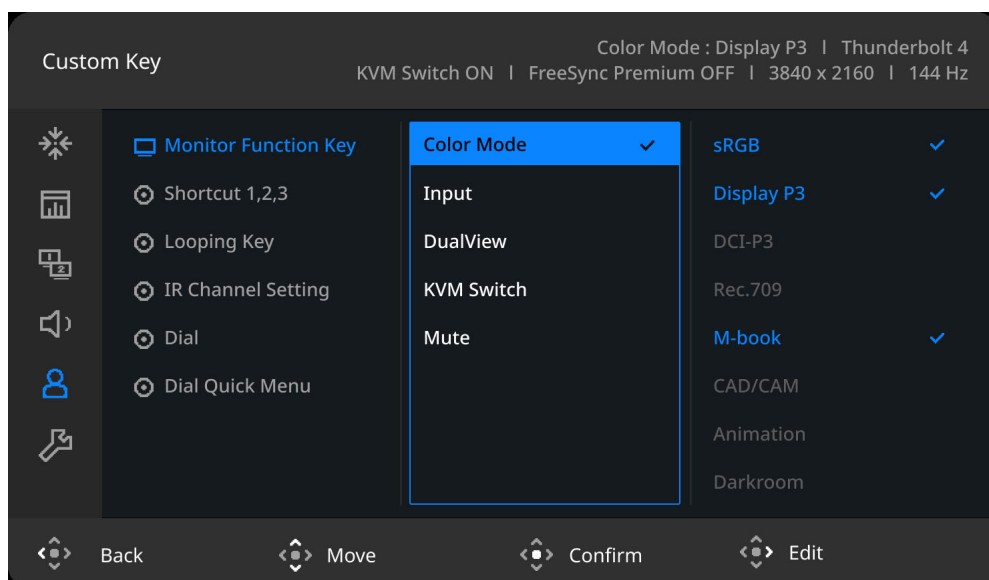 Custom Key
Color Mode : Display P3 | Thunderbolt 4
KVM Switch ON | FreeSync Premium OFF | 3840 x 2160 | 144 Hz
Monitor Function Key
Shortcut 1,2,3
Looping Key
IR Channel Setting
Dial
Dial Quick Menu
Color Mode
Input
DualView
KVM Switch
Mute
sRGB
Display P3
DCI-P3
Rec.709
M-book
CAD/CAM
Animation
Darkroom
Back
Move
Confirm
Edit